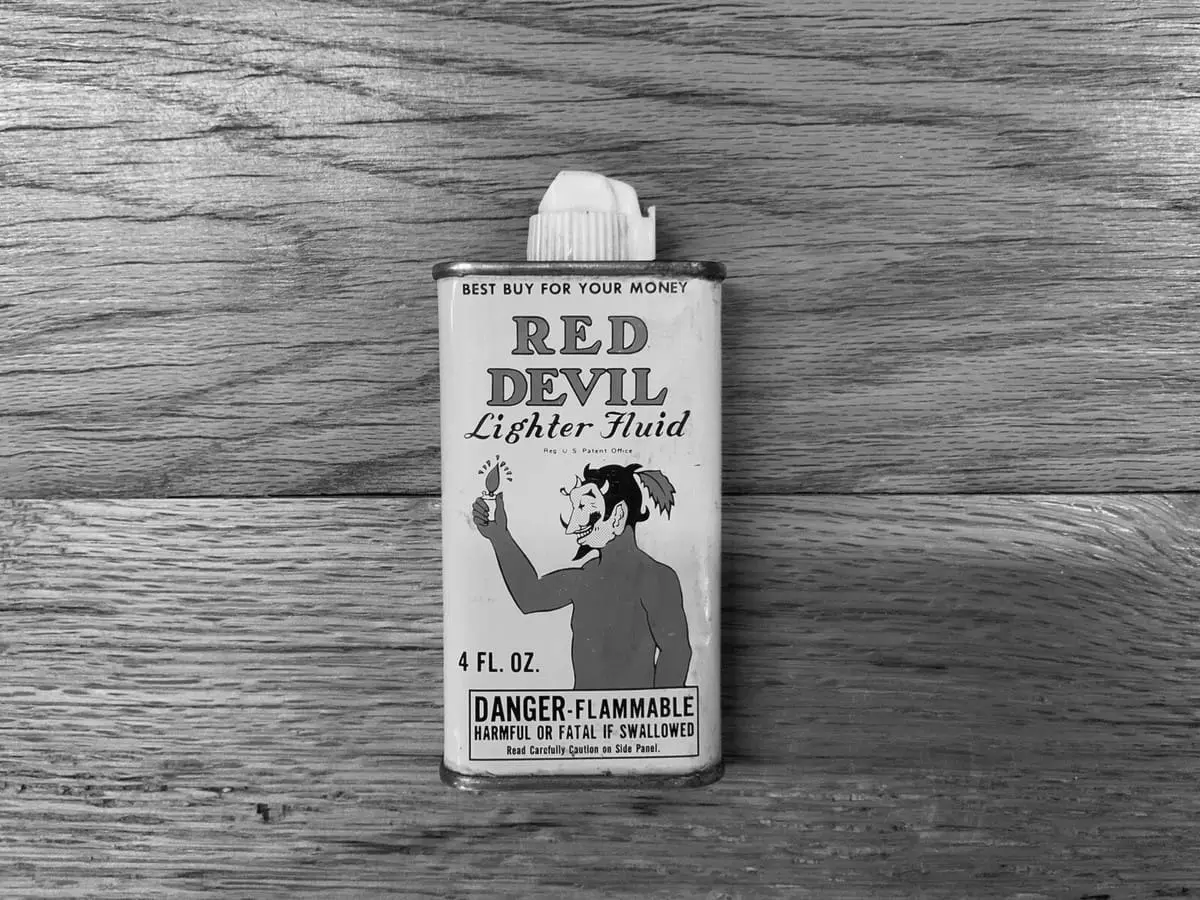 BEST BUY FOR YOUR MONEY
RED
DEVIL
Lighter Fluid
Reg U S Patent Office
4 FL. OZ.
DANGER-FLAMMABLE
HARMFUL OR FATAL IF SWALLOWED
Read Carefully Caution on Side Panel.